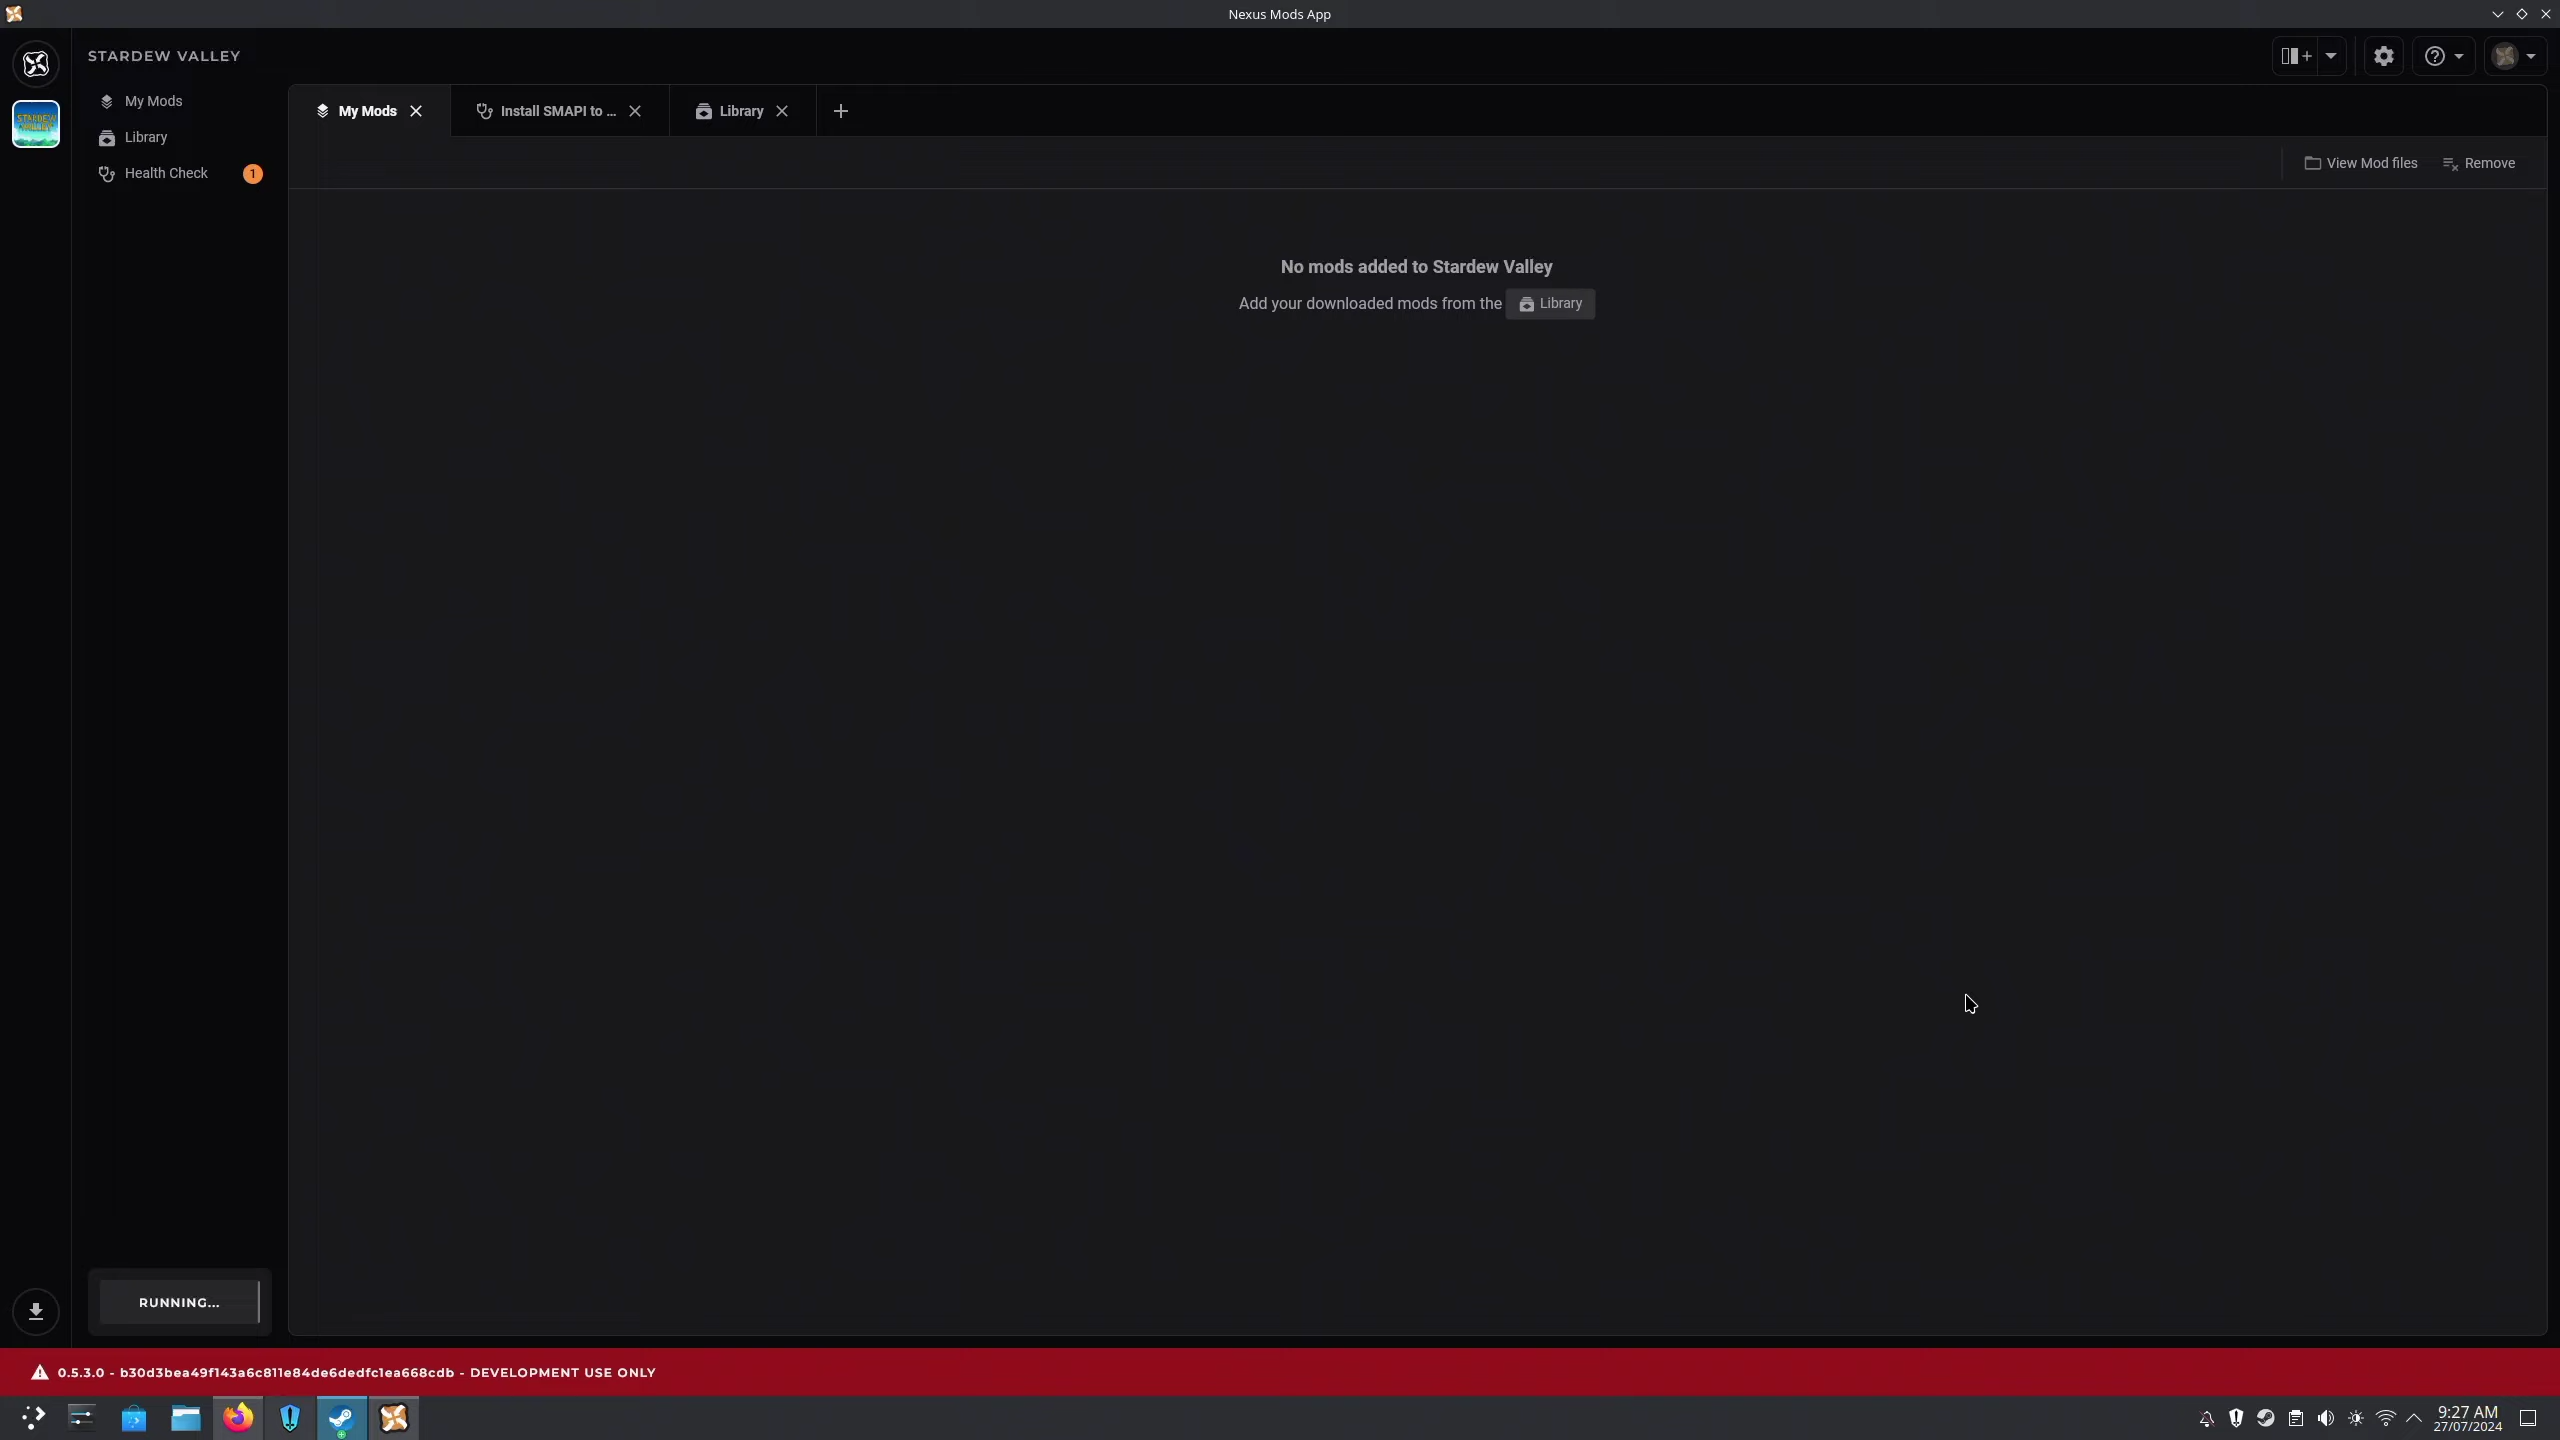 Nexus Mods App
STARDEW VALLEY
My Mods
Library
Health Check
1
My Mods
Install SMAPI to ...
Library
View Mod files
Remove
No mods added to Stardew Valley
Add your downloaded mods from the Library
RUNNING...
0.5.3.0 - b30d3bea49f143a6c811e84de6dedfc1ea668cdb - DEVELOPMENT USE ONLY
9:27 AM
27/07/2024